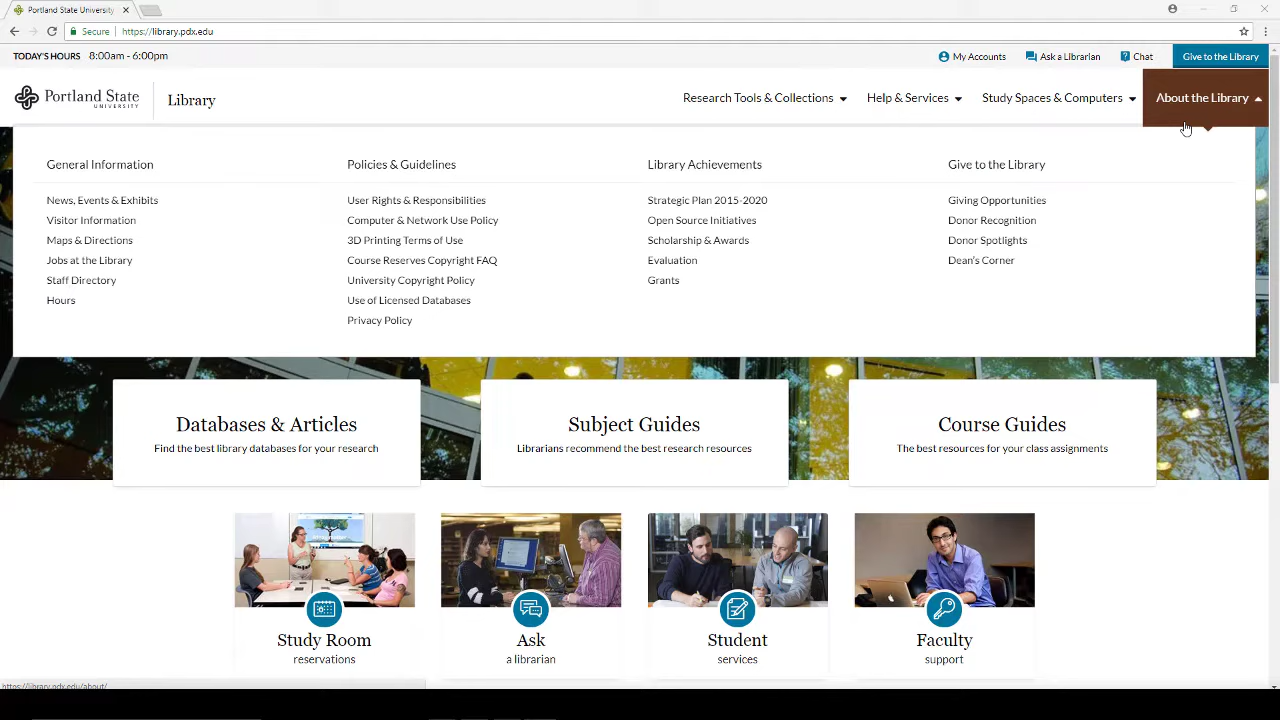 Portland State University
Secure
https://library.pdx.edu
TODAY'S HOURS 8:00am - 6:00pm
My Accounts
Ask a Librarian
Chat
Give to the Library
Portland State
UNIVERSITY
Library
Research Tools & Collections
Help & Services
Study Spaces & Computers
About the Library
General Information
News, Events & Exhibits
Visitor Information
Maps & Directions
Jobs at the Library
Staff Directory
Hours
Policies & Guidelines
User Rights & Responsibilities
Computer & Network Use Policy
3D Printing Terms of Use
Course Reserves Copyright FAQ
University Copyright Policy
Use of Licensed Databases
Privacy Policy
Library Achievements
Strategic Plan 2015-2020
Open Source Initiatives
Scholarship & Awards
Evaluation
Grants
Give to the Library
Giving Opportunities
Donor Recognition
Donor Spotlights
Dean's Corner
Databases & Articles
Find the best library databases for your research
Subject Guides
Librarians recommend the best research resources
Course Guides
The best resources for your class assignments
Study Room
reservations
Ask
a librarian
Student
services
Faculty
support
https://library.pdx.edu/about/